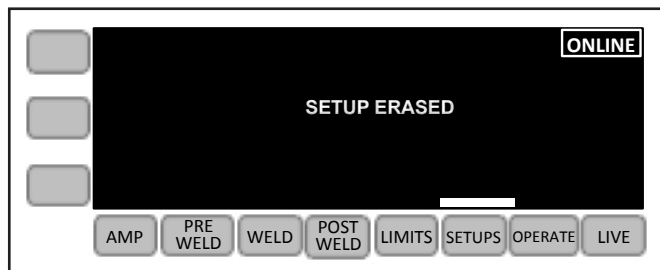 ONLINE
SETUP ERASED
AMP
PRE
WELD
WELD
POST
WELD
LIMITS
SETUPS
OPERATE
LIVE